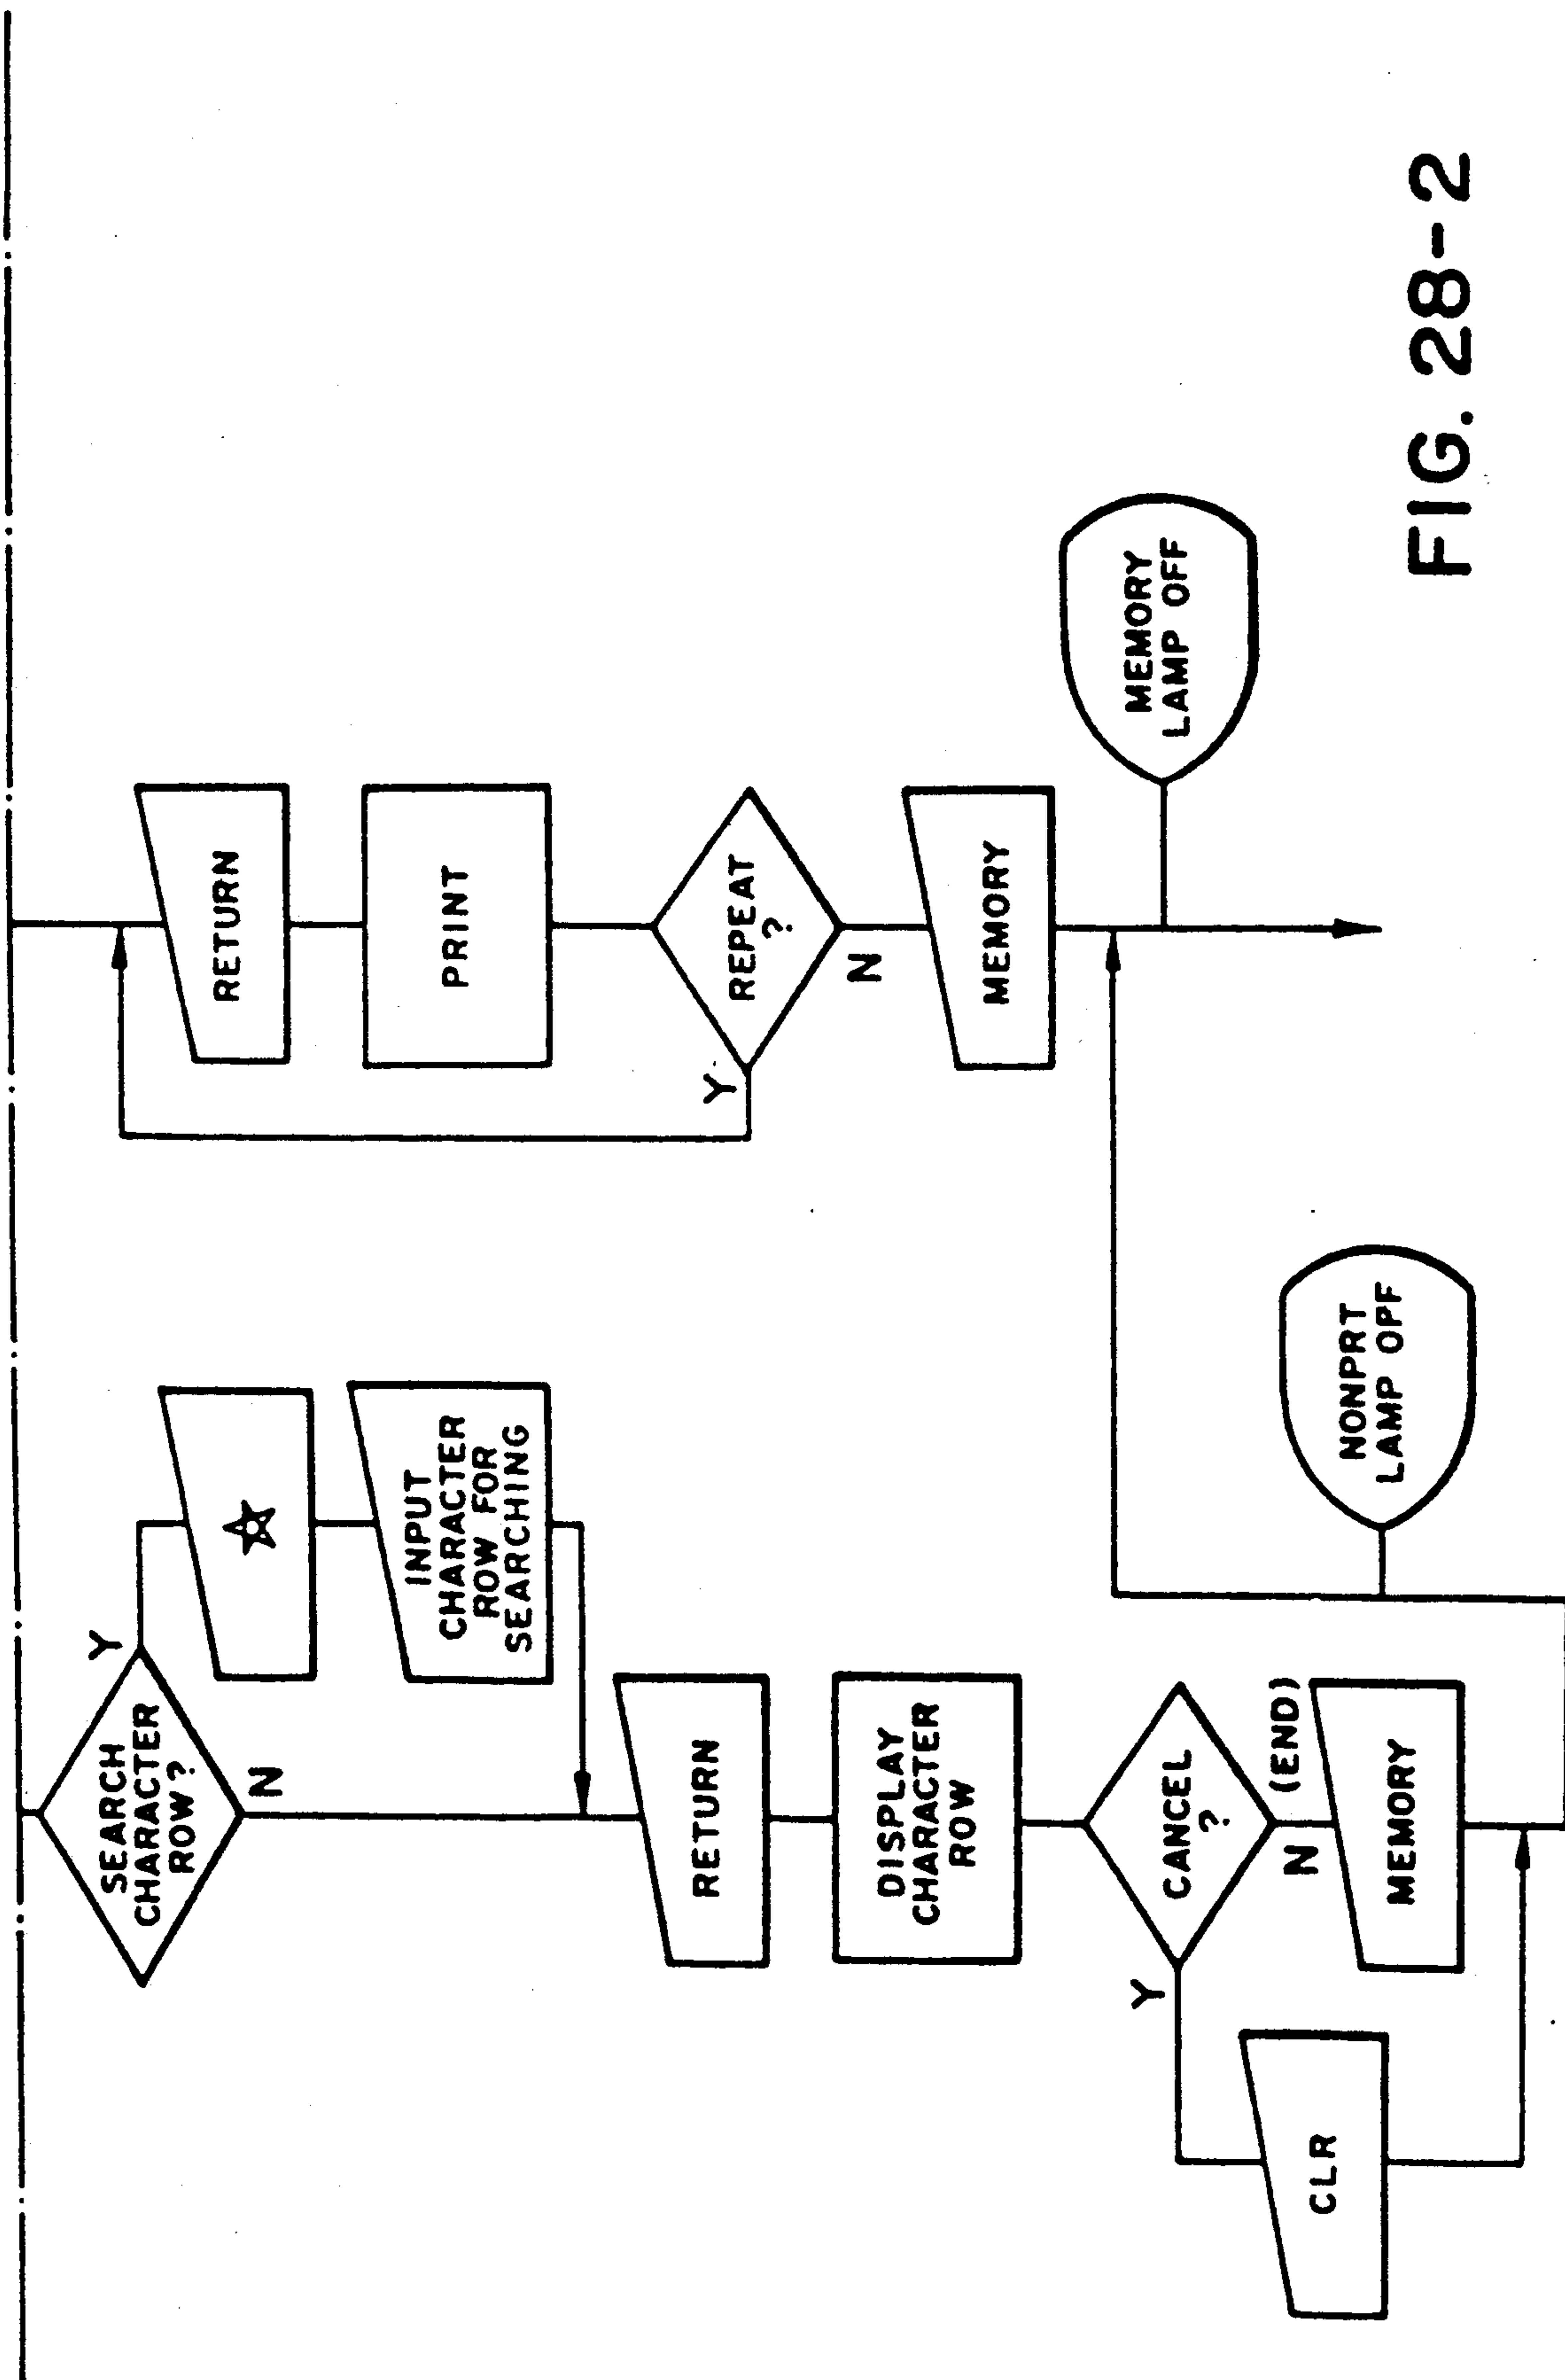 SEARCH
CHARACTER
ROW?
Y
N
INPUT
CHARACTER
ROW FOR
SEARCHING
RETURN
DISPLAY
CHARACTER
ROW
CANCEL
?
Y
N
(END)
CLR
MEMORY
NONPRT
LAMP OFF
RETURN
PRINT
REPEAT
?
Y
N
MEMORY
MEMORY
LAMP OFF
FIG. 28-2